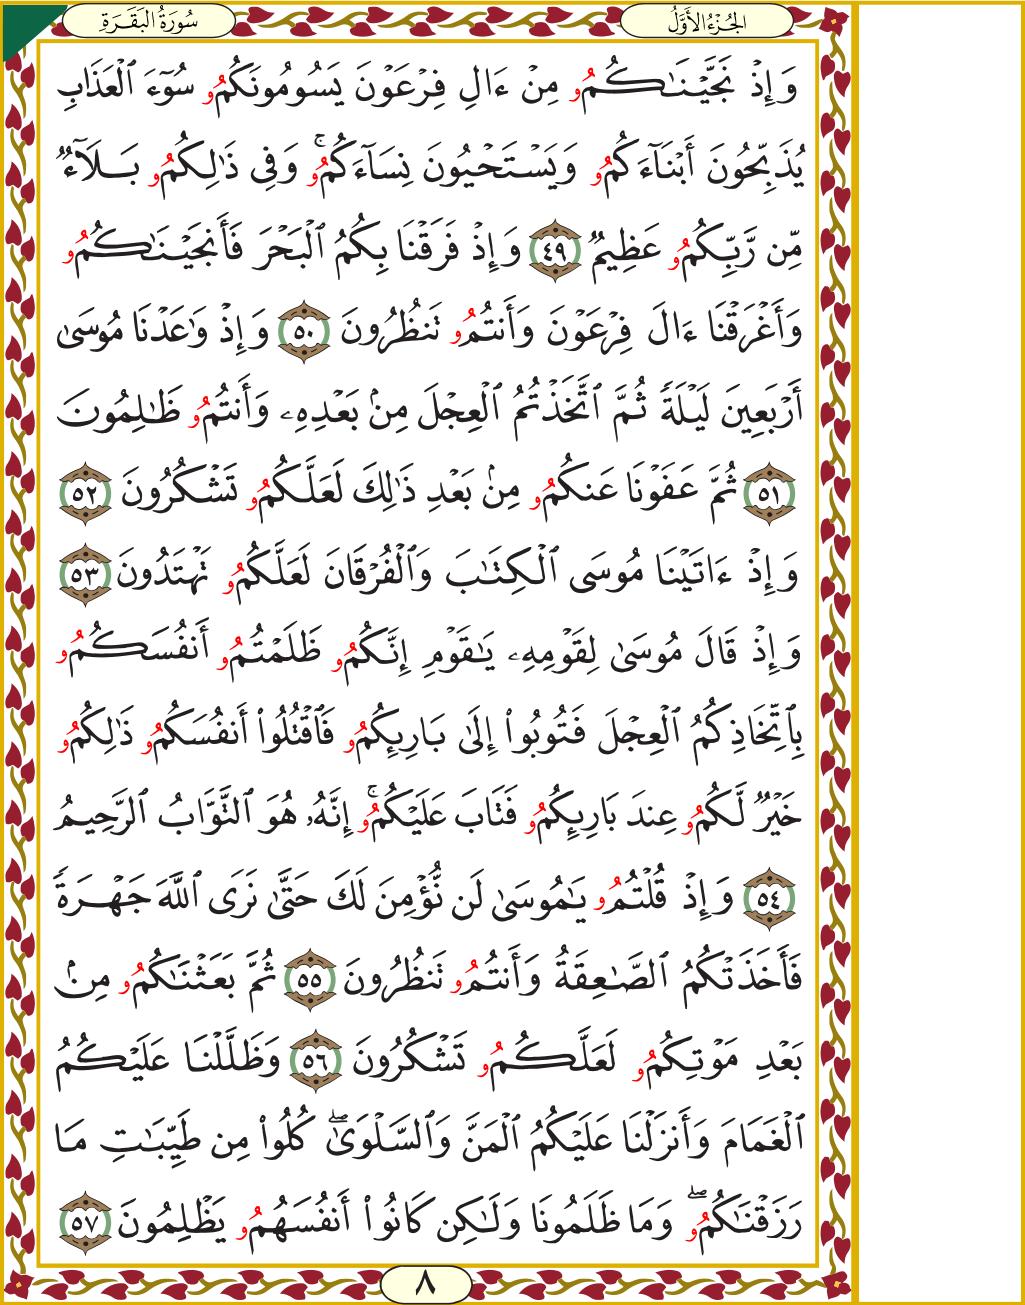 الجُزْءُ الأَوَّلُ
سُورَةُ البَقَرَةِ
وَإِذْ نَجَّيْنَٰكُمُۥ مِنْ ءَالِ فِرْعَوْنَ يَسُومُونَكُمُۥ سُوٓءَ ٱلْعَذَابِ
يُذَبِّحُونَ أَبْنَآءَكُمُۥ وَيَسْتَحْيُونَ نِسَآءَكُمُۥۚ وَفِى ذَٰلِكُمُۥ بَلَآءٌ
مِّن رَّبِّكُمُۥ عَظِيمٌ ٤٩ وَإِذْ فَرَقْنَا بِكُمُ ٱلْبَحْرَ فَأَنجَيْنَٰكُمُۥ
وَأَغْرَقْنَا ءَالَ فِرْعَوْنَ وَأَنتُمُۥ تَنظُرُونَ ٥٠ وَإِذْ وَٰعَدْنَا مُوسَىٰ
أَرْبَعِينَ لَيْلَةً ثُمَّ ٱتَّخَذتُّمُ ٱلْعِجْلَ مِنۢ بَعْدِهِۦ وَأَنتُمُۥ ظَٰلِمُونَ
٥١ ثُمَّ عَفَوْنَا عَنكُمُۥ مِنۢ بَعْدِ ذَٰلِكَ لَعَلَّكُمُۥ تَشْكُرُونَ ٥٢
وَإِذْ ءَاتَيْنَا مُوسَى ٱلْكِتَٰبَ وَٱلْفُرْقَانَ لَعَلَّكُمُۥ تَهْتَدُونَ ٥٣
وَإِذْ قَالَ مُوسَىٰ لِقَوْمِهِۦ يَٰقَوْمِ إِنَّكُمُۥ ظَلَمْتُمُۥ أَنفُسَكُمُۥ
بِٱتِّخَاذِكُمُ ٱلْعِجْلَ فَتُوبُوا۟ إِلَىٰ بَارِئِكُمُۥ فَٱقْتُلُوٓا۟ أَنفُسَكُمُۥ ذَٰلِكُمُۥ
خَيْرٌ لَّكُمُۥ عِندَ بَارِئِكُمُۥ فَتَابَ عَلَيْكُمُۥۚ إِنَّهُۥ هُوَ ٱلتَّوَّابُ ٱلرَّحِيمُ
٥٤ وَإِذْ قُلْتُمُۥ يَٰمُوسَىٰ لَن نُّؤْمِنَ لَكَ حَتَّىٰ نَرَى ٱللَّهَ جَهْرَةً
فَأَخَذَتْكُمُ ٱلصَّٰعِقَةُ وَأَنتُمُۥ تَنظُرُونَ ٥٥ ثُمَّ بَعَثْنَٰكُمُۥ مِنۢ
بَعْدِ مَوْتِكُمُۥ لَعَلَّكُمُۥ تَشْكُرُونَ ٥٦ وَظَلَّلْنَا عَلَيْكُمُ
ٱلْغَمَامَ وَأَنزَلْنَا عَلَيْكُمُ ٱلْمَنَّ وَٱلسَّلْوَىٰۖ كُلُوا۟ مِن طَيِّبَٰتِ مَا
رَزَقْنَٰكُمُۥۖ وَمَا ظَلَمُونَا وَلَٰكِن كَانُوٓا۟ أَنفُسَهُمُۥ يَظْلِمُونَ ٥٧
٨